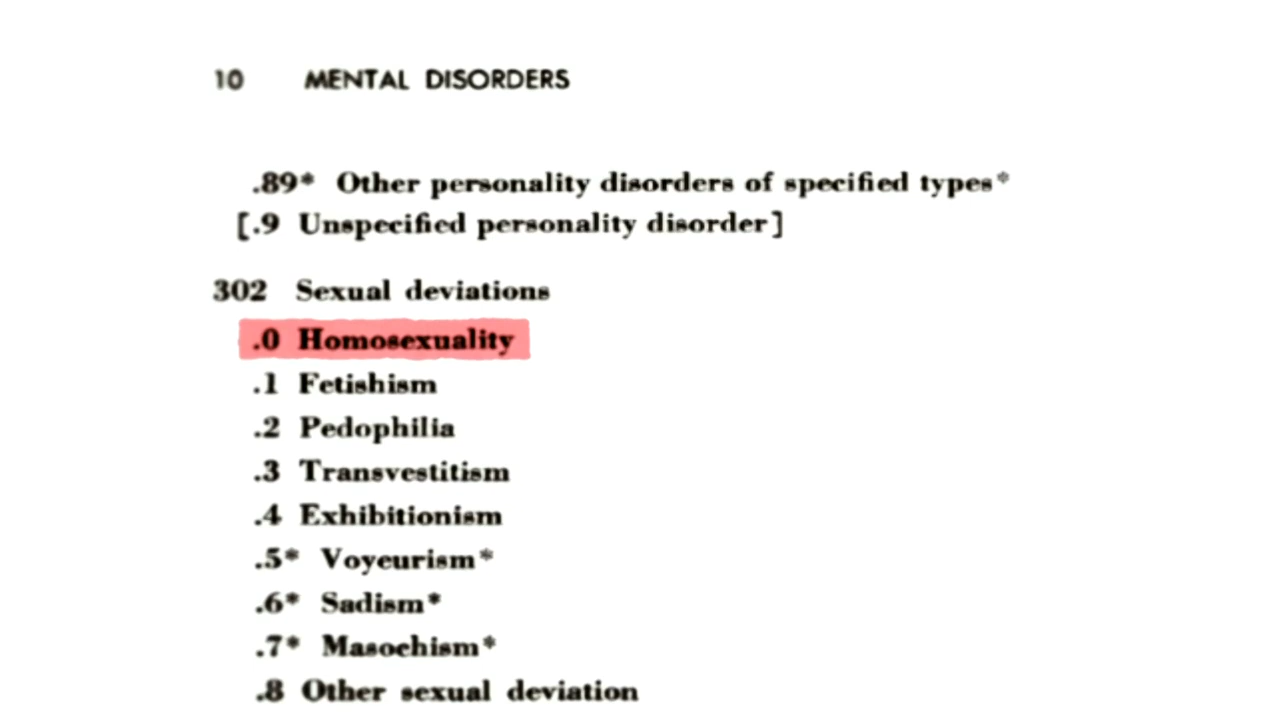 10 MENTAL DISORDERS
.89* Other personality disorders of specified types*
[.9 Unspecified personality disorder]
302 Sexual deviations
.0 Homosexuality
.1 Fetishism
.2 Pedophilia
.3 Transvestitism
.4 Exhibitionism
.5* Voyeurism*
.6* Sadism*
.7* Masochism*
.8 Other sexual deviation